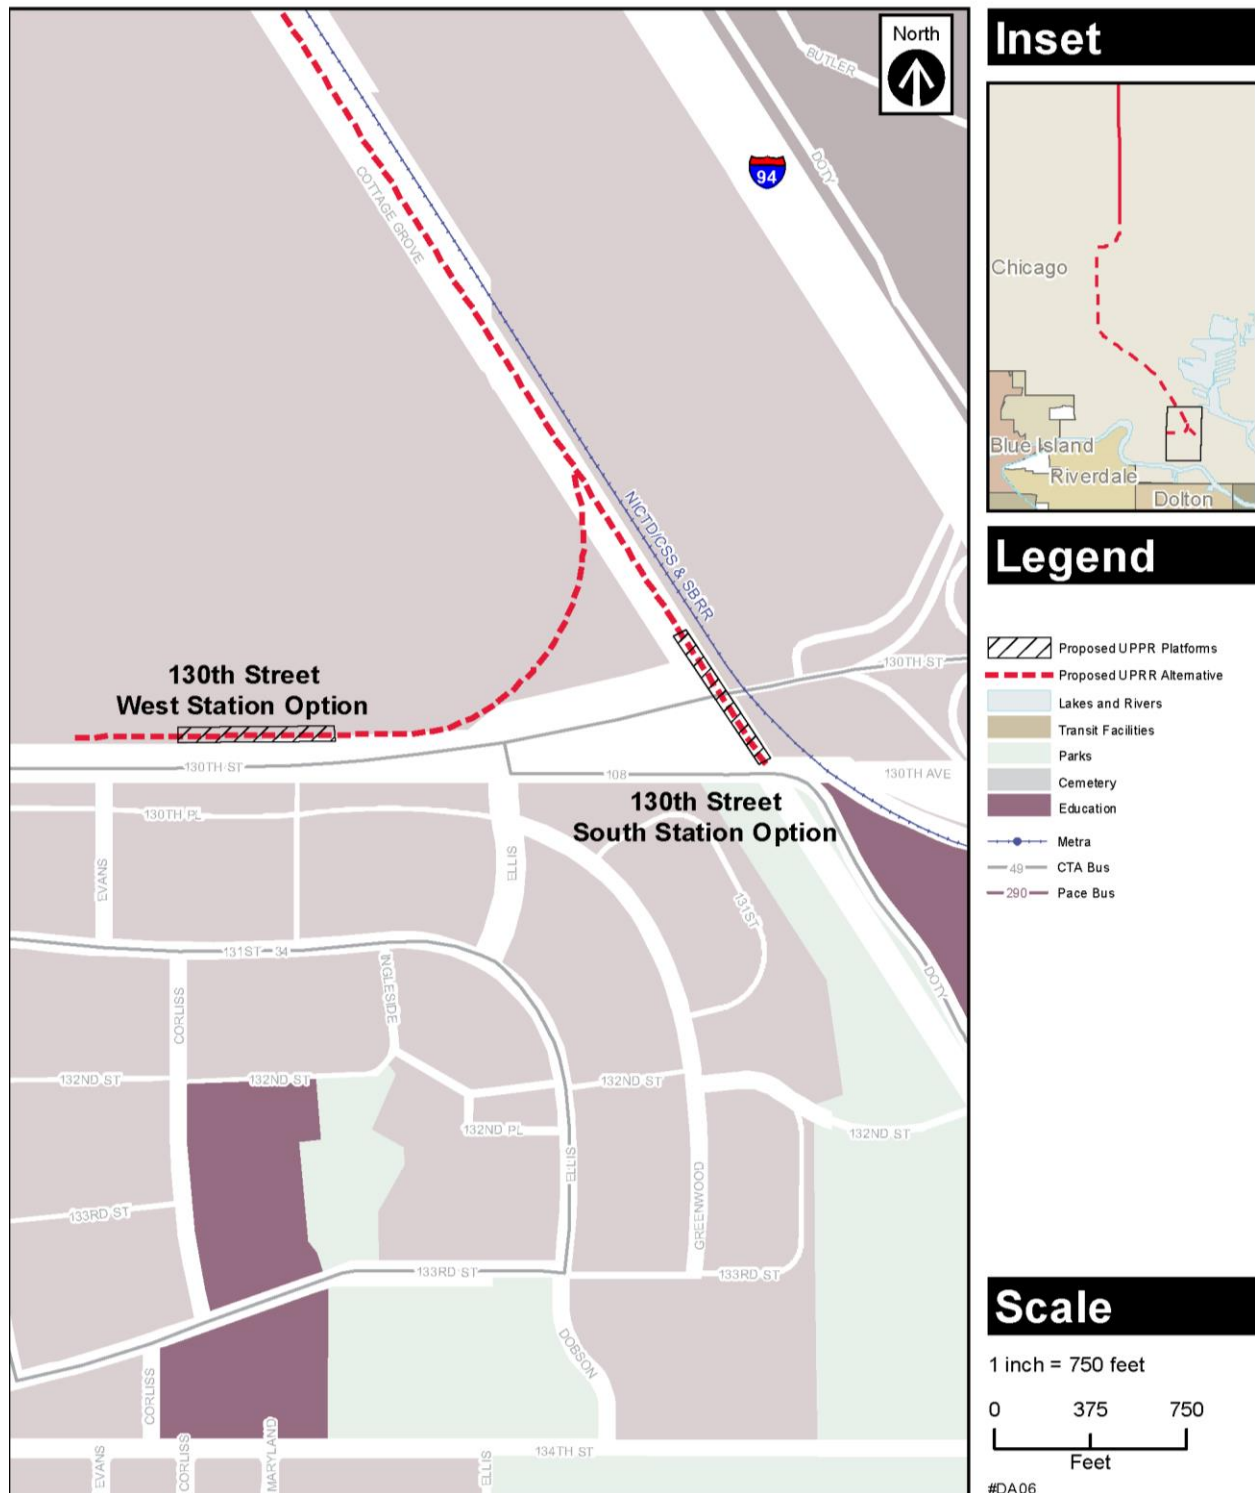 North
BUTLER
DOTY
94
COTTAGE GROVE
NICTD/CSS & SBRR
130TH ST
130th Street
West Station Option
130TH ST
108
130TH AVE
130th Street
South Station Option
130TH PL
EVANS
ELLIS
131ST
131ST
34
INGLESIDE
CORLISS
DOTY
132ND ST
132ND ST
132ND ST
132ND PL
132ND ST
ELLIS
GREENWOOD
133RD ST
133RD ST
133RD ST
DOBSON
CORLISS
134TH ST
EVANS
CORLISS
MARYLAND
ELLIS
Inset
Chicago
Blue Island
Riverdale
Dolton
Legend
Proposed UPPR Platforms
Proposed UPRR Alternative
Lakes and Rivers
Transit Facilities
Parks
Cemetery
Education
Metra
49 CTA Bus
290 Pace Bus
Scale
1 inch = 750 feet
0 375 750
Feet
#DA06